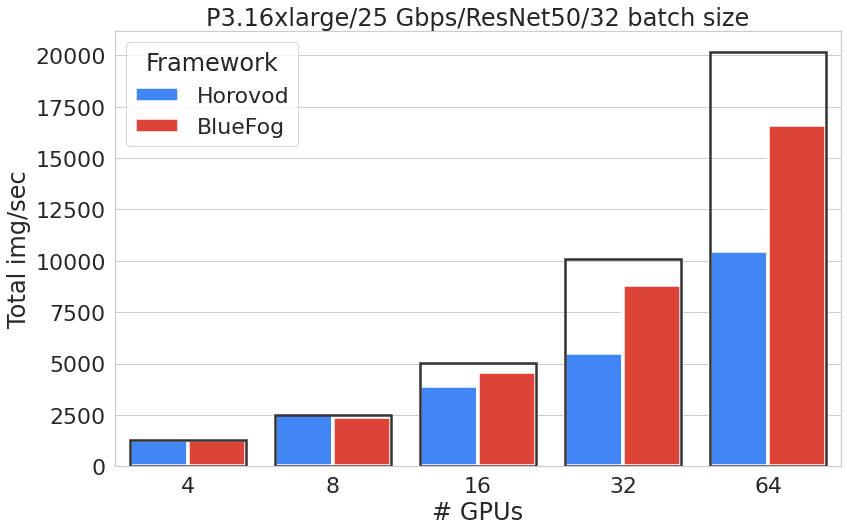 P3.16xlarge/25 Gbps/ResNet50/32 batch size
Framework
Horovod
BlueFog
Total img/sec
20000
17500
15000
12500
10000
7500
5000
2500
0
4 8 16 32 64
# GPUs